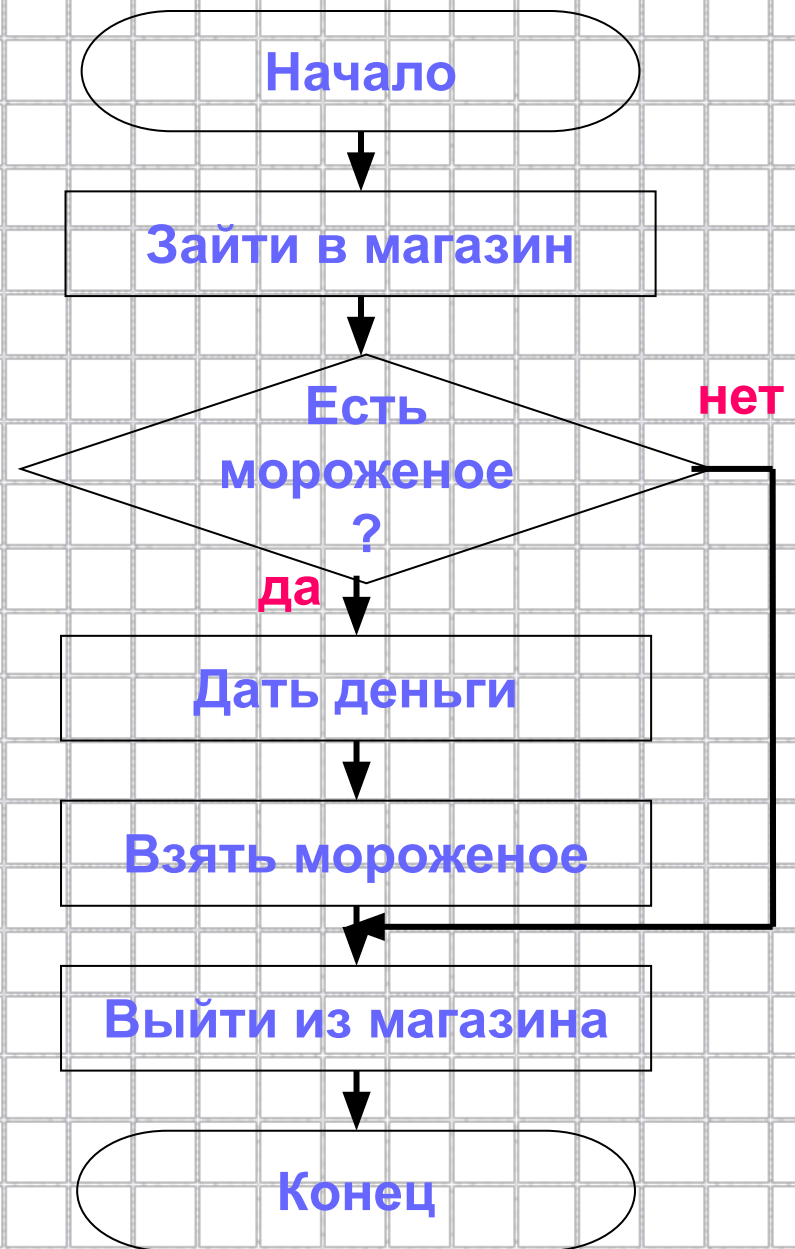 Начало
Зайти в магазин
нет
Есть
мороженое
?
да
Дать деньги
Взять мороженое
Выйти из магазина
Конец